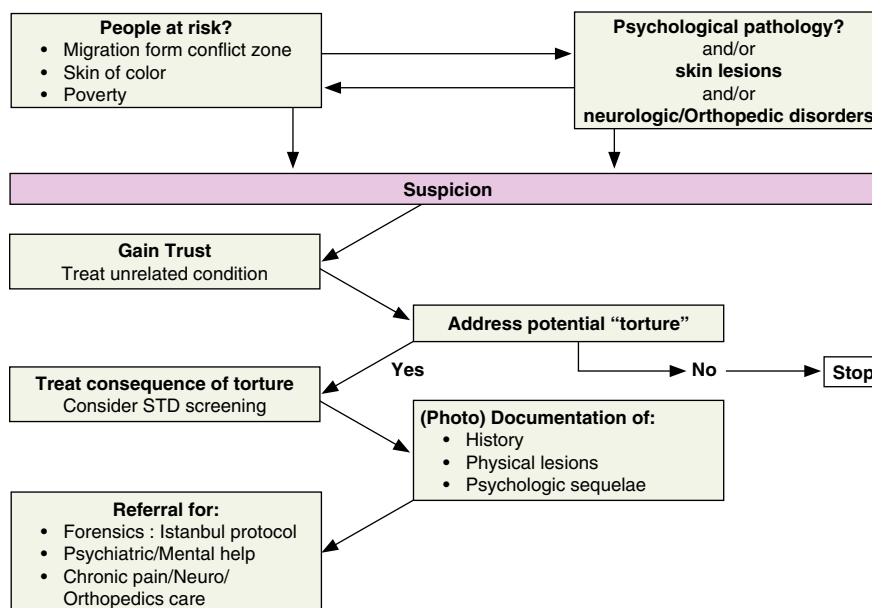 People at risk?
• Migration form conflict zone
• Skin of color
• Poverty
Psychological pathology?
and/or
skin lesions
and/or
neurologic/Orthopedic disorders
Suspicion
Gain Trust
Treat unrelated condition
Address potential “torture”
Yes
No
Stop
Treat consequence of torture
Consider STD screening
(Photo) Documentation of:
• History
• Physical lesions
• Psychologic sequelae
Referral for:
• Forensics : Istanbul protocol
• Psychiatric/Mental help
• Chronic pain/Neuro/
Orthopedics care